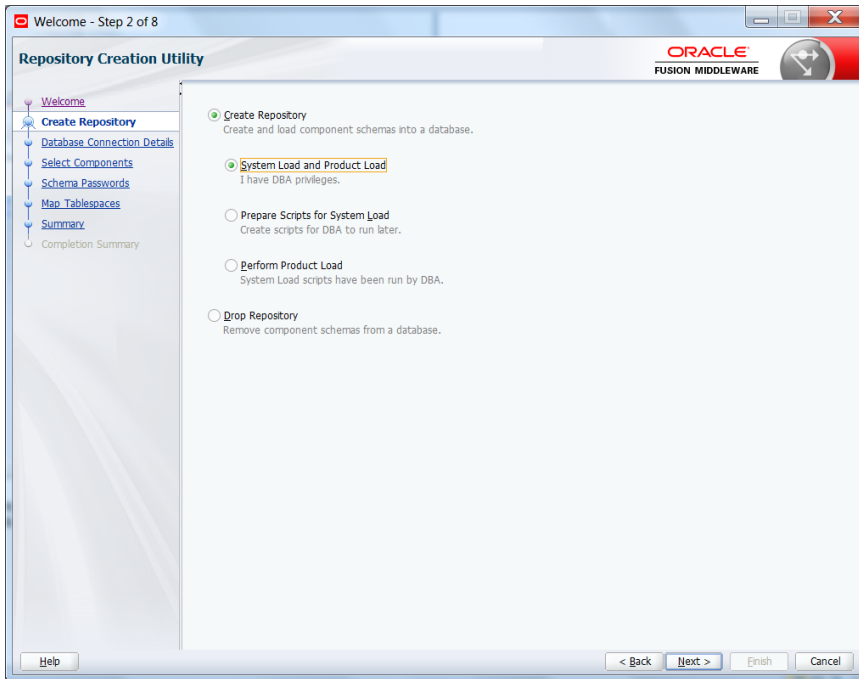 Welcome - Step 2 of 8
Repository Creation Utility
ORACLE
FUSION MIDDLEWARE
Welcome
Create Repository
Database Connection Details
Select Components
Schema Passwords
Map Tablespaces
Summary
Completion Summary
Create Repository
Create and load component schemas into a database.
System Load and Product Load
I have DBA privileges.
Prepare Scripts for System Load
Create scripts for DBA to run later.
Perform Product Load
System Load scripts have been run by DBA.
Drop Repository
Remove component schemas from a database.
Help
< Back
Next >
Finish
Cancel